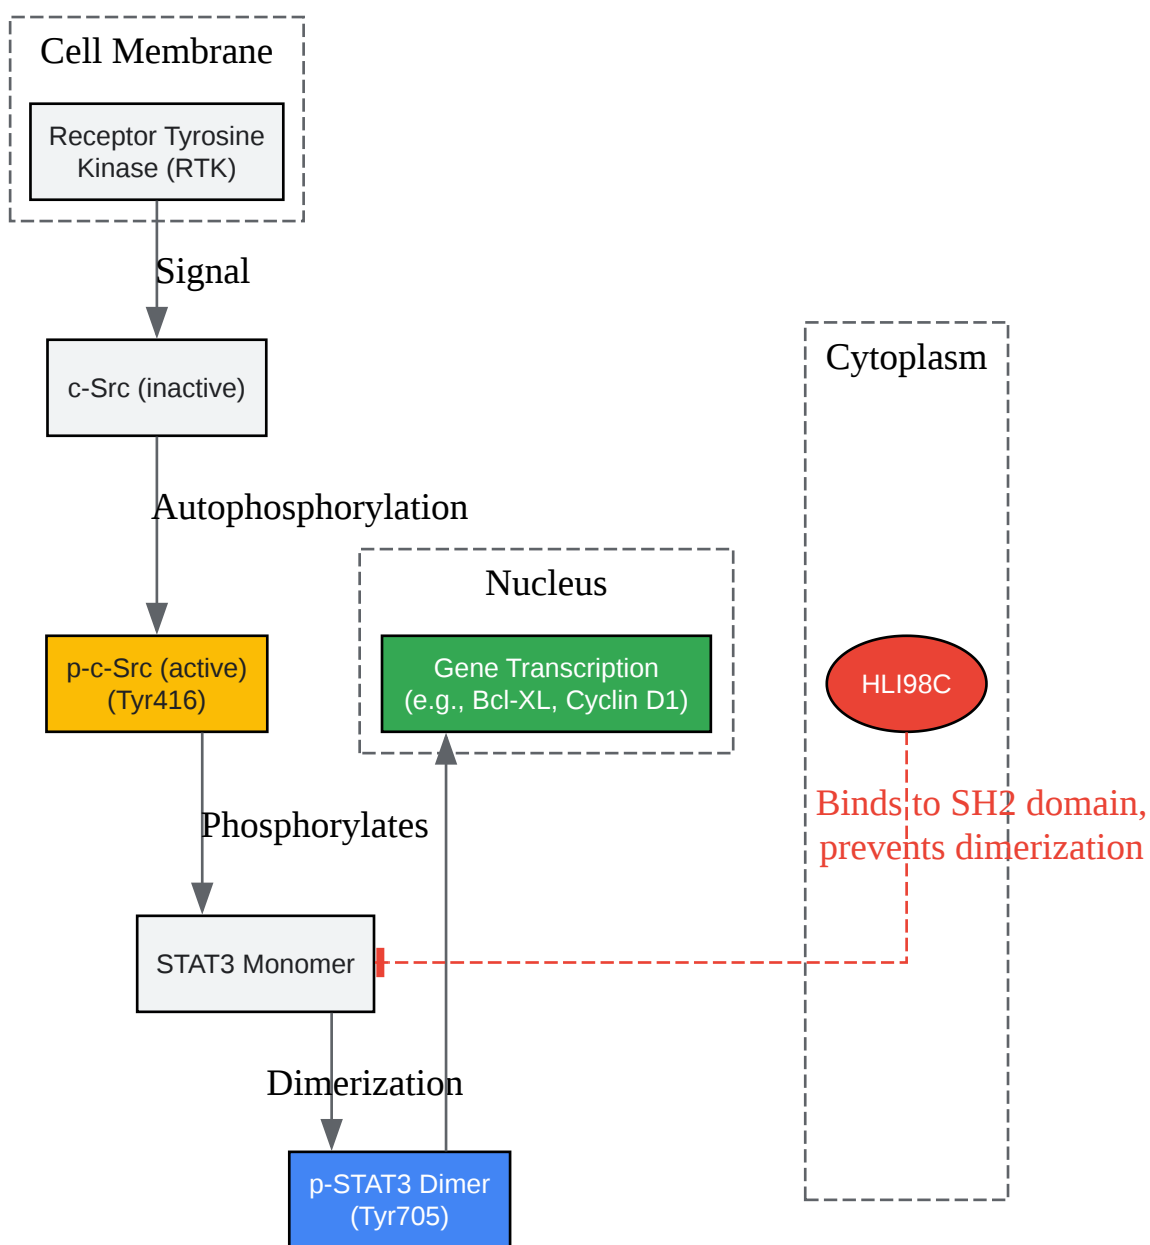 Cell Membrane
Receptor Tyrosine
Kinase (RTK)
Signal
c-Src (inactive)
Cytoplasm
Autophosphorylation
Nucleus
p-c-Src (active)
(Tyr416)
Gene Transcription
(e.g., Bcl-XL, Cyclin D1)
HLI98C
Binds to SH2 domain,
prevents dimerization
Phosphorylates
STAT3 Monomer
Dimerization
p-STAT3 Dimer
(Tyr705)